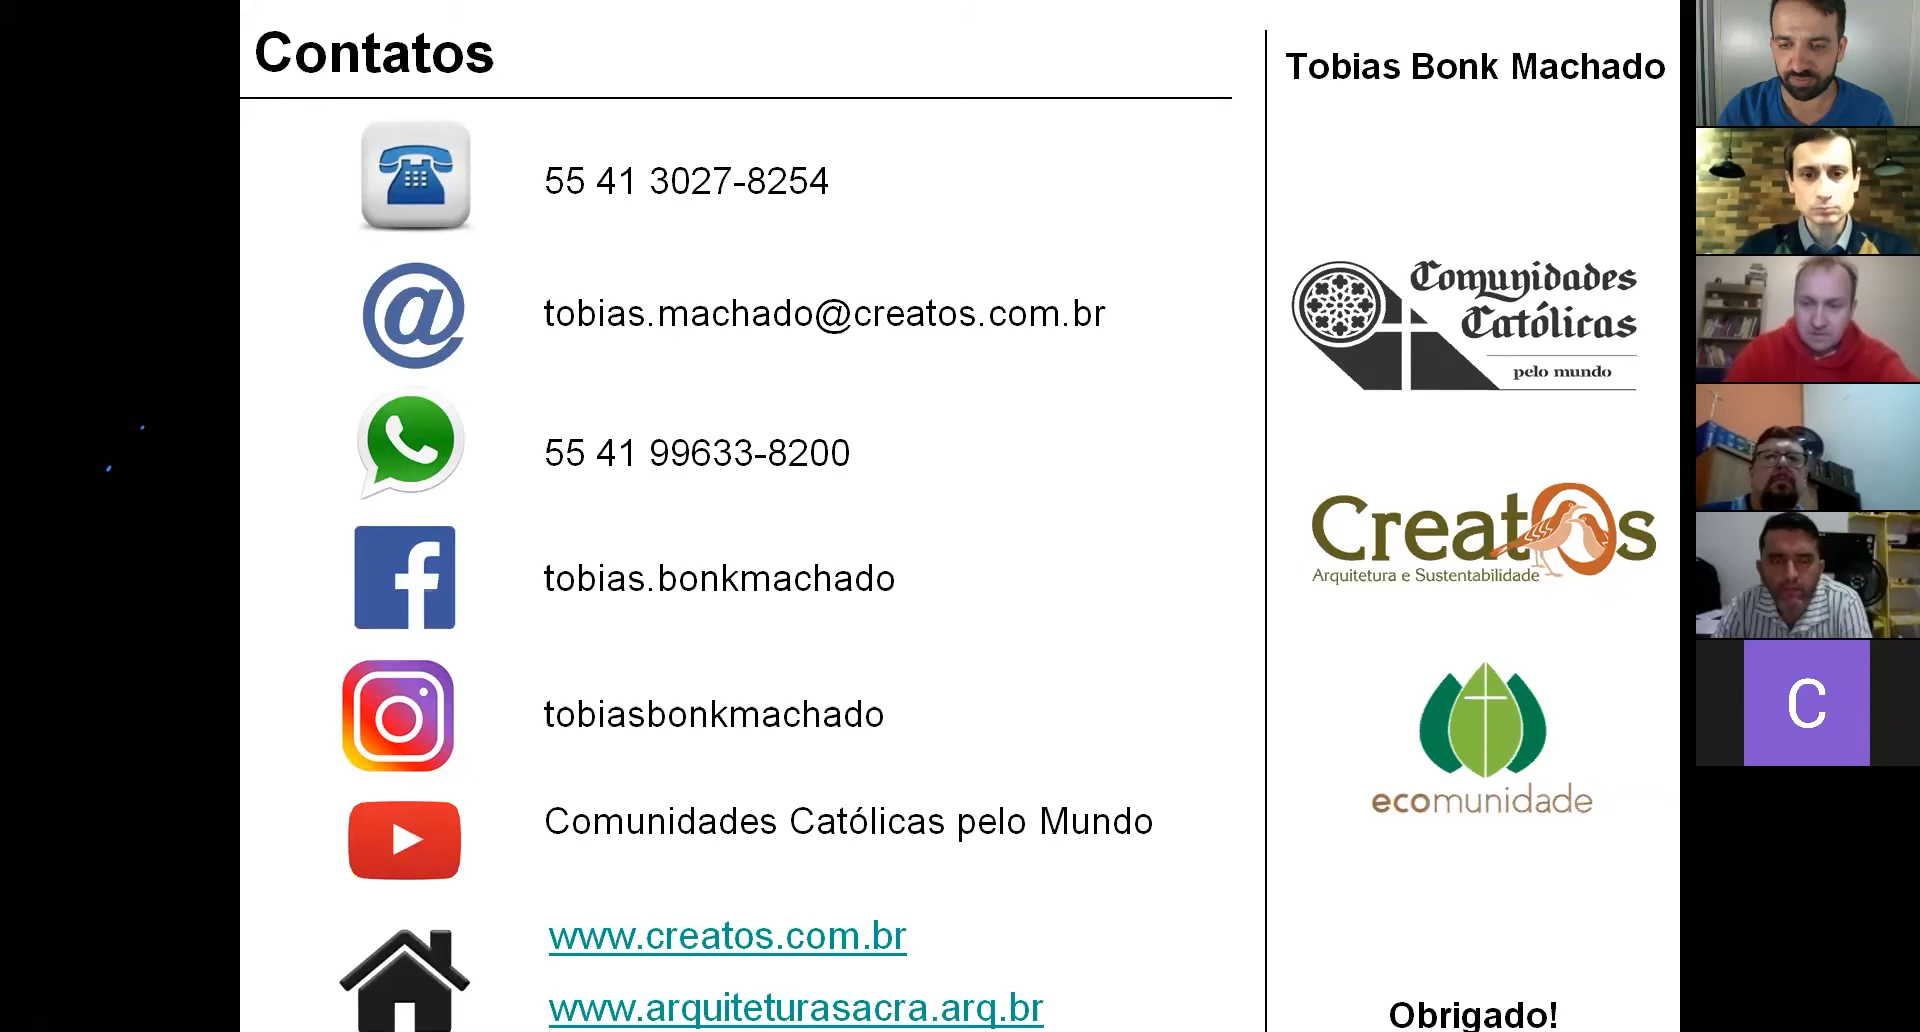 Contatos
55 41 3027-8254
tobias.machado@creatos.com.br
55 41 99633-8200
tobias.bonkmachado
tobiasbonkmachado
Comunidades Católicas pelo Mundo
www.creatos.com.br
www.arquiteturasacra.arq.br
Tobias Bonk Machado
Comunidades
Católicas
pelo mundo
CreatOs
Arquitetura e Sustentabilidade
ecomunidade
Obrigado!
C